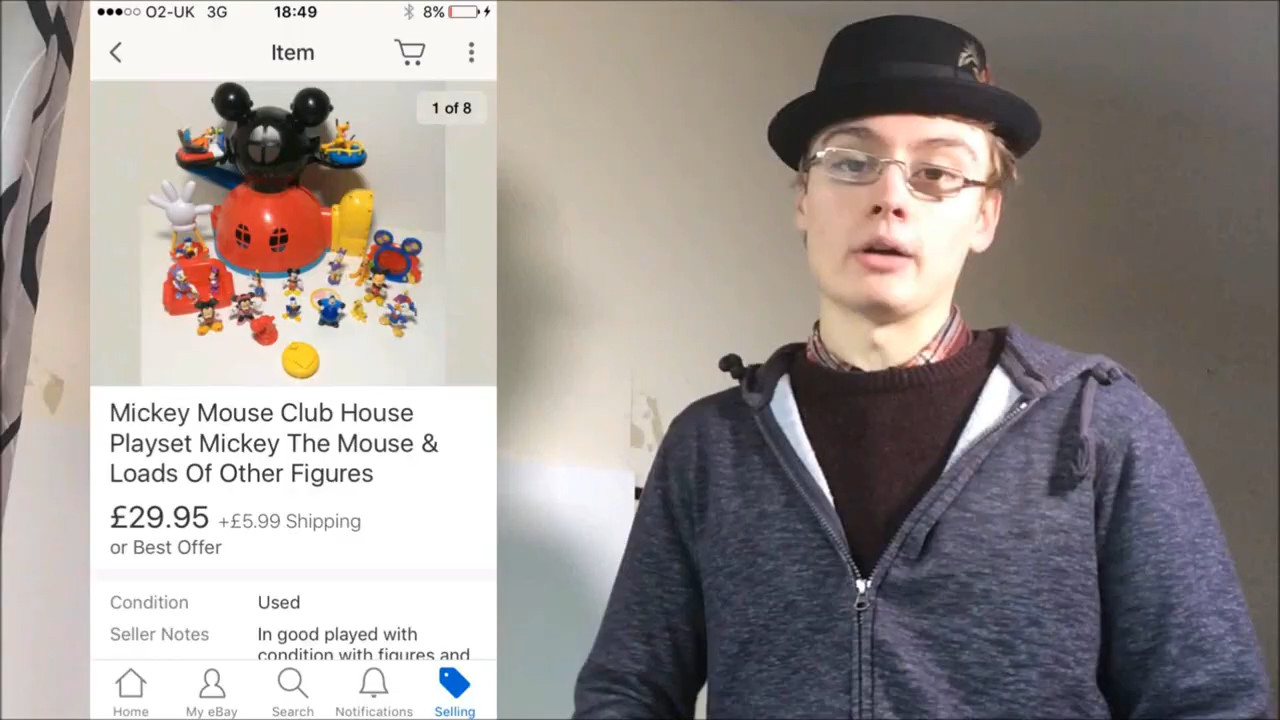 O2-UK 3G 18:49 8%
Item
1 of 8
Mickey Mouse Club House
Playset Mickey The Mouse &
Loads Of Other Figures
£29.95 +£5.99 Shipping
or Best Offer
Condition Used
Seller Notes In good played with
condition with figures and
Home My eBay Search Notifications Selling